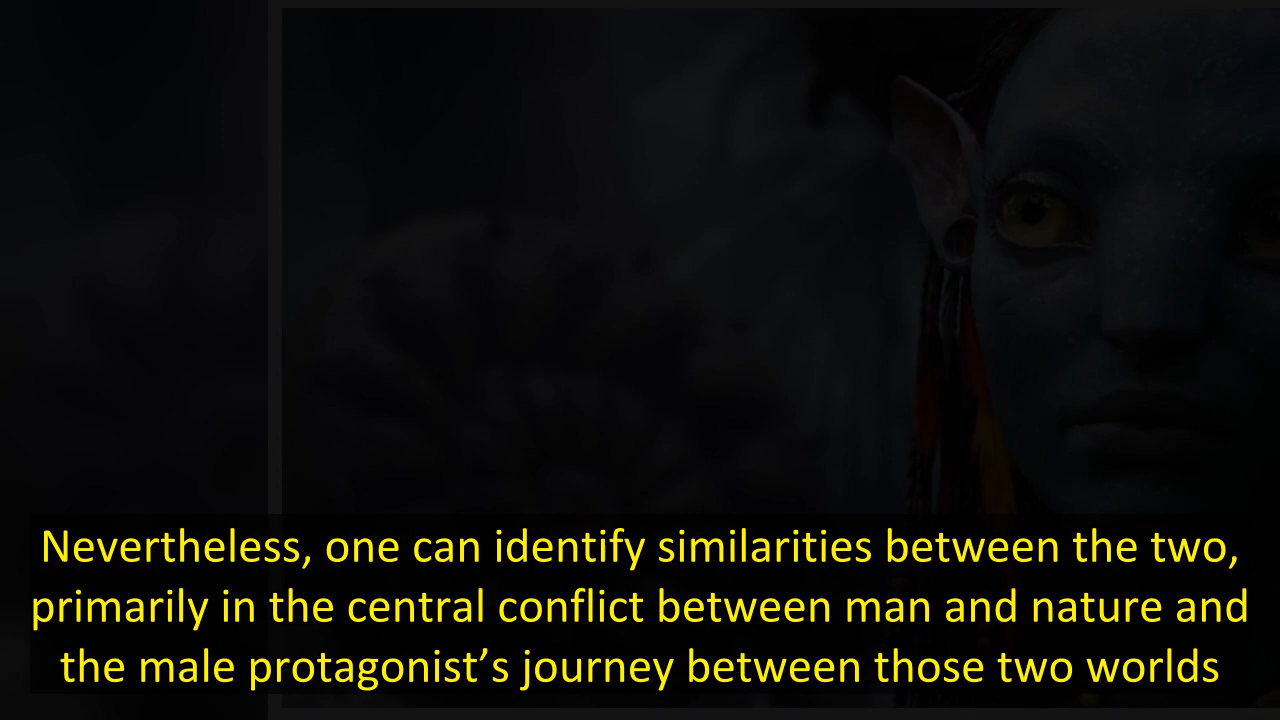 Nevertheless, one can identify similarities between the two,
primarily in the central conflict between man and nature and
the male protagonist’s journey between those two worlds